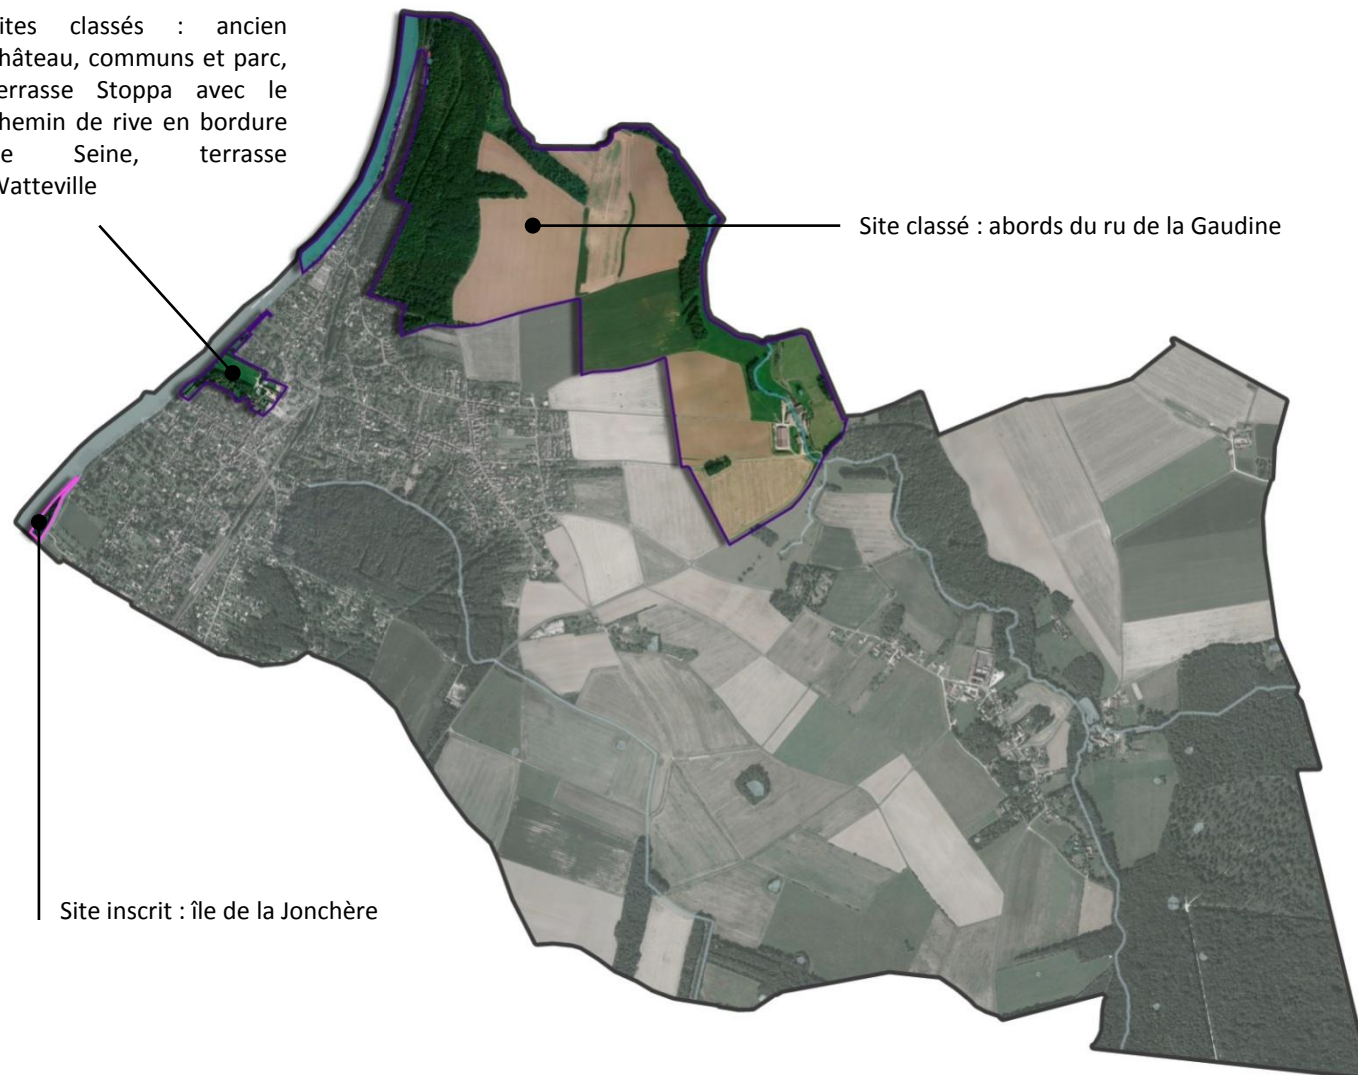 ites classés : ancien
hâteau, communs et parc,
errasse Stoppa avec le
hemin de rive en bordure
e Seine, terrasse
Watteville
Site classé : abords du ru de la Gaudine
Site inscrit : île de la Jonchère